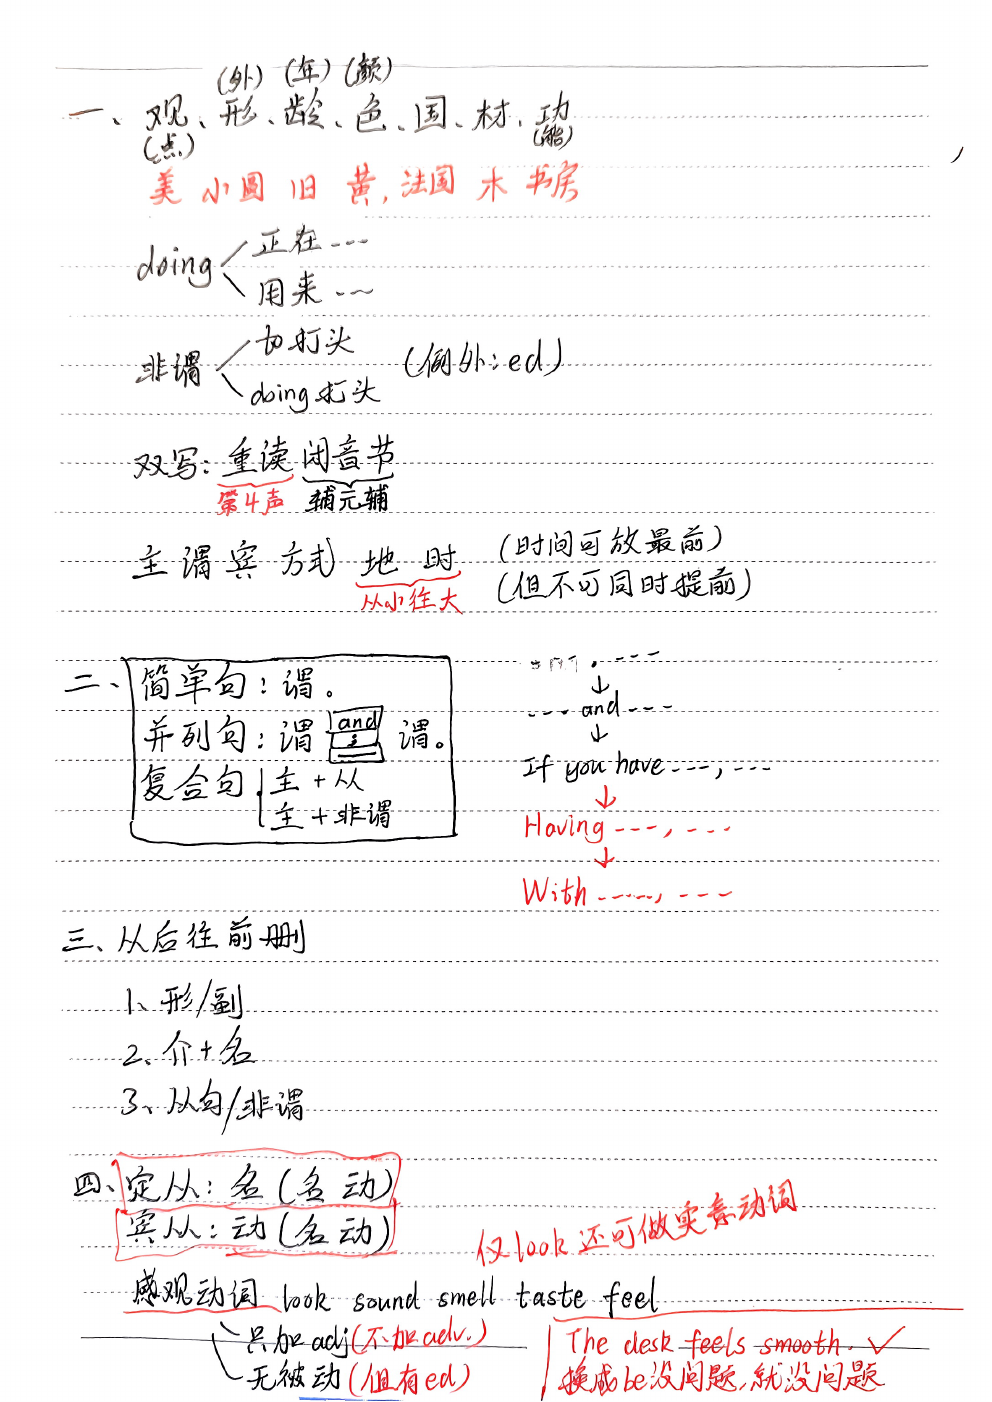 (外) (年) (颜)
一、观、形、龄、色、国、材、功
(点) (能)
美 小 圆 旧 黄, 法国 木 书房
doing 正在---
用来---
非谓 to打头 (例外: ed)
doing打头
双写: 重读 闭音节
第4声 辅元辅
主 谓 宾 方式 地 时 (时间可放最前)
从小往大 (但不可同时提前)
二、简单句: 谓。
并列句: 谓 and ; 谓。
复合句 主+从
主+非谓
--- and ---
If you have ---, ---
Having ---, ---
With ---, ---
三、从后往前删
1、形/副
2、介+名
3、从句/非谓
四、定从: 名(名 动)
宾从: 动(名动)
仅look还可做实意动词
感观动词 look sound smell taste feel
只加adj(不加adv.)
无被动(但有ed)
The desk feels smooth. ✓
换成be没问题,就没问题